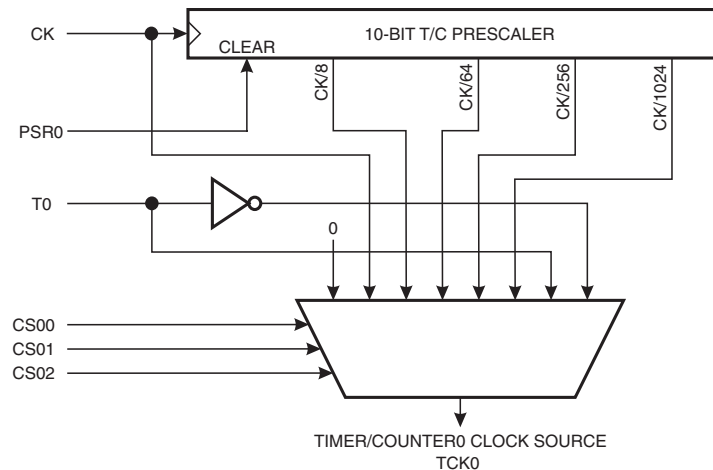 CK
10-BIT T/C PRESCALER
CLEAR
CK/8
CK/64
CK/256
CK/1024
PSR0
T0
0
CS00
CS01
CS02
TIMER/COUNTER0 CLOCK SOURCE
TCK0